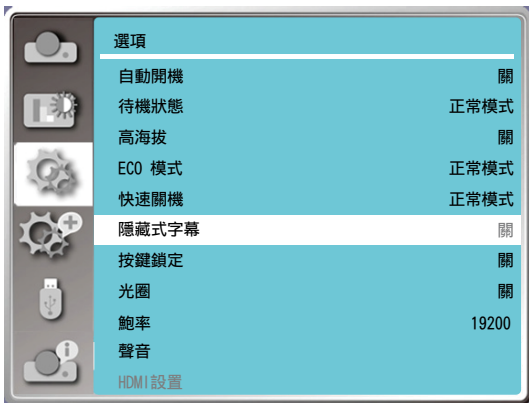 選項
自動開機 關
待機狀態 正常模式
高海拔 關
ECO 模式 正常模式
快速關機 正常模式
隱藏式字幕 關
按鍵鎖定 關
光圈 關
鮑率 19200
聲音
HDMI設置